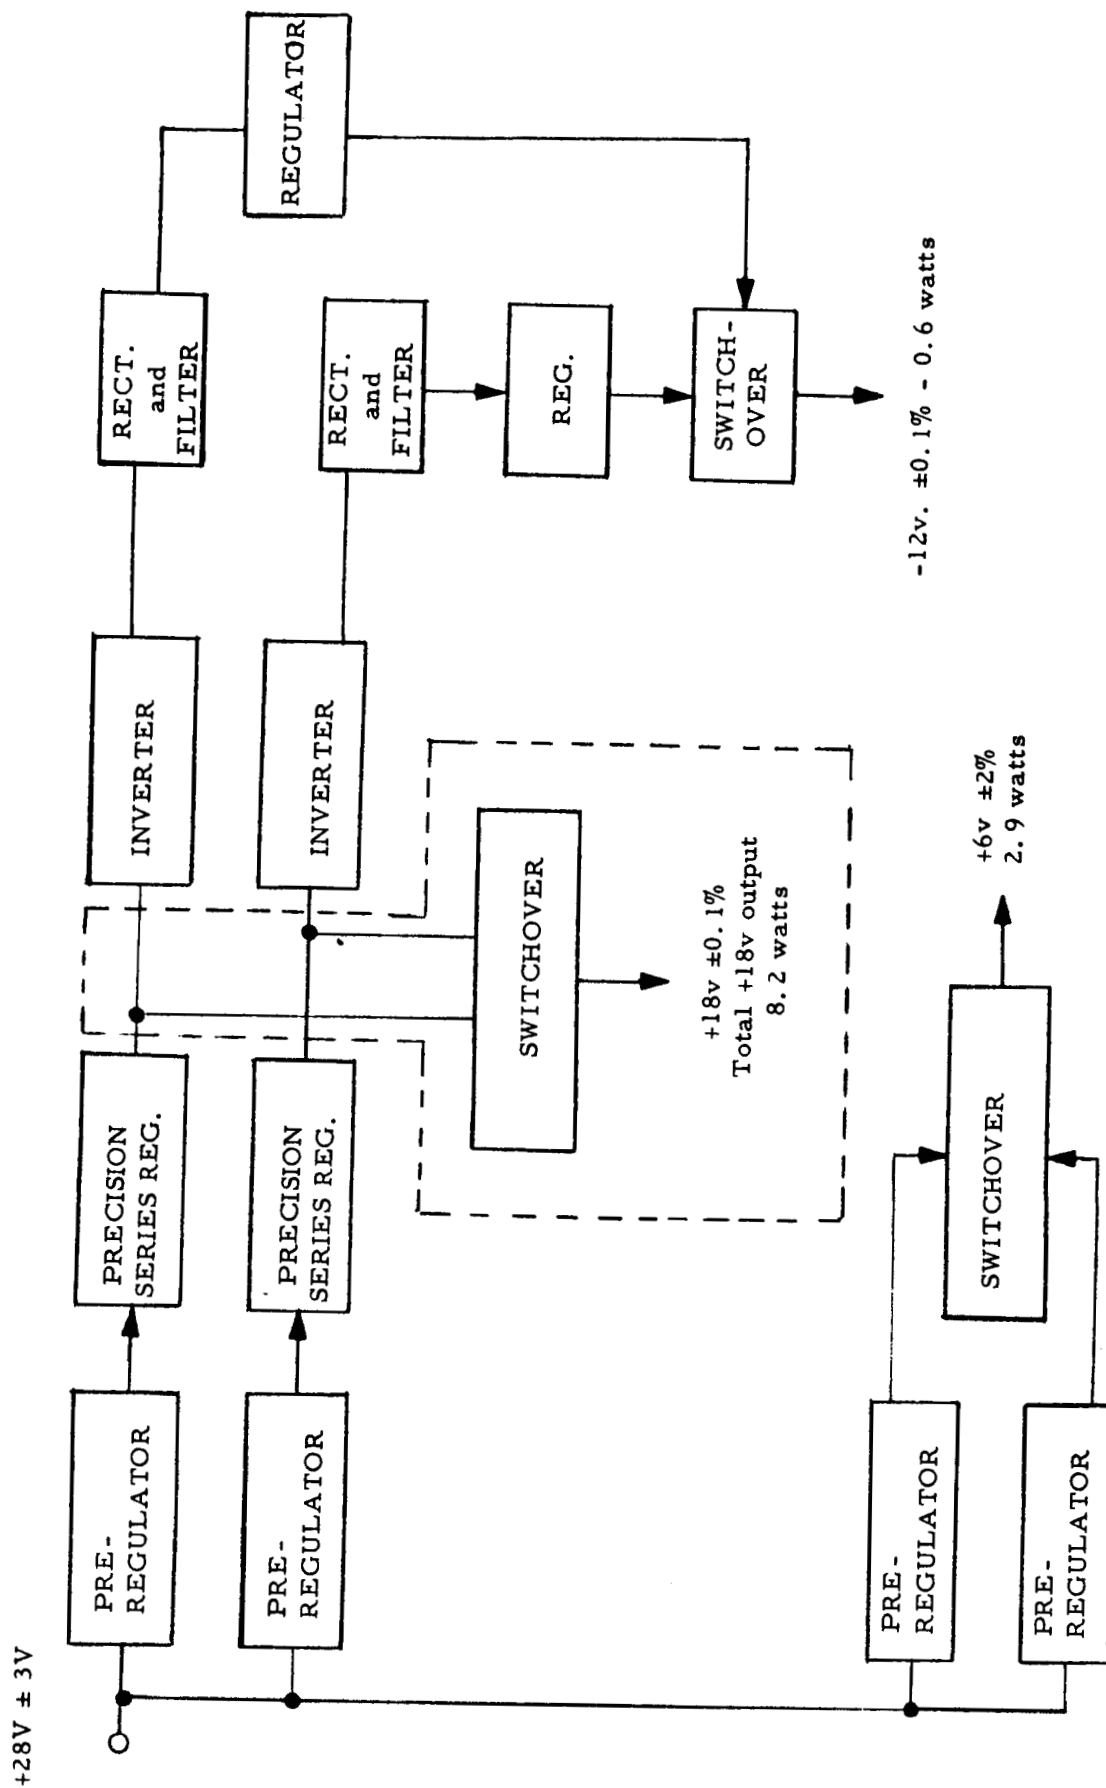 +28V ± 3V
PRE-
REGULATOR
PRECISION
SERIES REG.
INVERTER
RECT.
and
FILTER
REGULATOR
PRE-
REGULATOR
PRECISION
SERIES REG.
INVERTER
RECT.
and
FILTER
REG.
SWITCH-
OVER
-12v. ±0.1% - 0.6 watts
SWITCHOVER
+18v ±0.1%
Total +18v output
8.2 watts
PRE-
REGULATOR
PRE-
REGULATOR
SWITCHOVER
+6v ±2%
2.9 watts